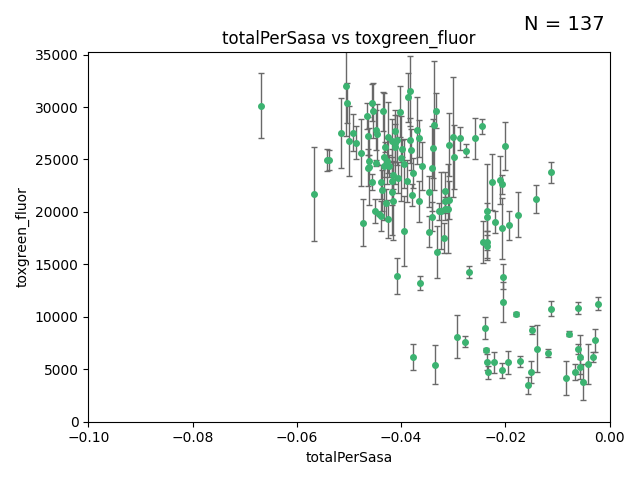 N = 137
totalPerSasa vs toxgreen_fluor
35000
30000
25000
20000
15000
10000
5000
0
toxgreen_fluor
−0.10 −0.08 −0.06 −0.04 −0.02 0.00
totalPerSasa